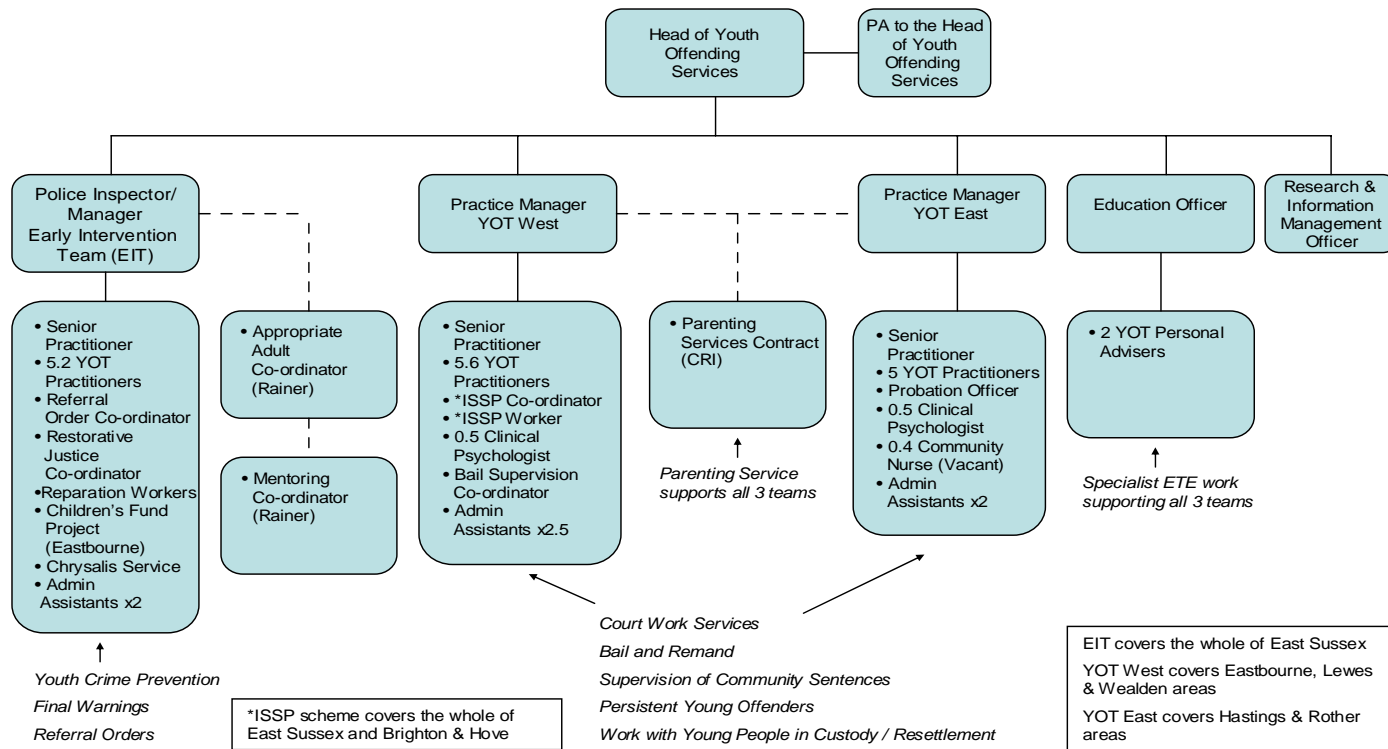 Head of Youth
Offending
Services
PA to the Head
of Youth
Offending
Services
Police Inspector/
Manager
Early Intervention
Team (EIT)
Practice Manager
YOT West
Practice Manager
YOT East
Education Officer
Research &
Information
Management
Officer
• Senior
Practitioner
• 5.2 YOT
Practitioners
• Referral
Order Co-ordinator
• Restorative
Justice
Co-ordinator
•Reparation Workers
• Children's Fund
Project
(Eastbourne)
• Chrysalis Service
• Admin
Assistants x2
• Appropriate
Adult
Co-ordinator
(Rainer)
• Mentoring
Co-ordinator
(Rainer)
• Senior
Practitioner
• 5.6 YOT
Practitioners
• *ISSP Co-ordinator
• *ISSP Worker
• 0.5 Clinical
Psychologist
• Bail Supervision
Co-ordinator
• Admin
Assistants x2.5
• Parenting
Services Contract
(CRI)
Parenting Service
supports all 3 teams
• Senior
Practitioner
• 5 YOT Practitioners
• Probation Officer
• 0.5 Clinical
Psychologist
• 0.4 Community
Nurse (Vacant)
• Admin
Assistants x2
• 2 YOT Personal
Advisers
Specialist ETE work
supporting all 3 teams
Youth Crime Prevention
Final Warnings
Referral Orders
*ISSP scheme covers the whole of
East Sussex and Brighton & Hove
Court Work Services
Bail and Remand
Supervision of Community Sentences
Persistent Young Offenders
Work with Young People in Custody / Resettlement
EIT covers the whole of East Sussex
YOT West covers Eastbourne, Lewes
& Wealden areas
YOT East covers Hastings & Rother
areas